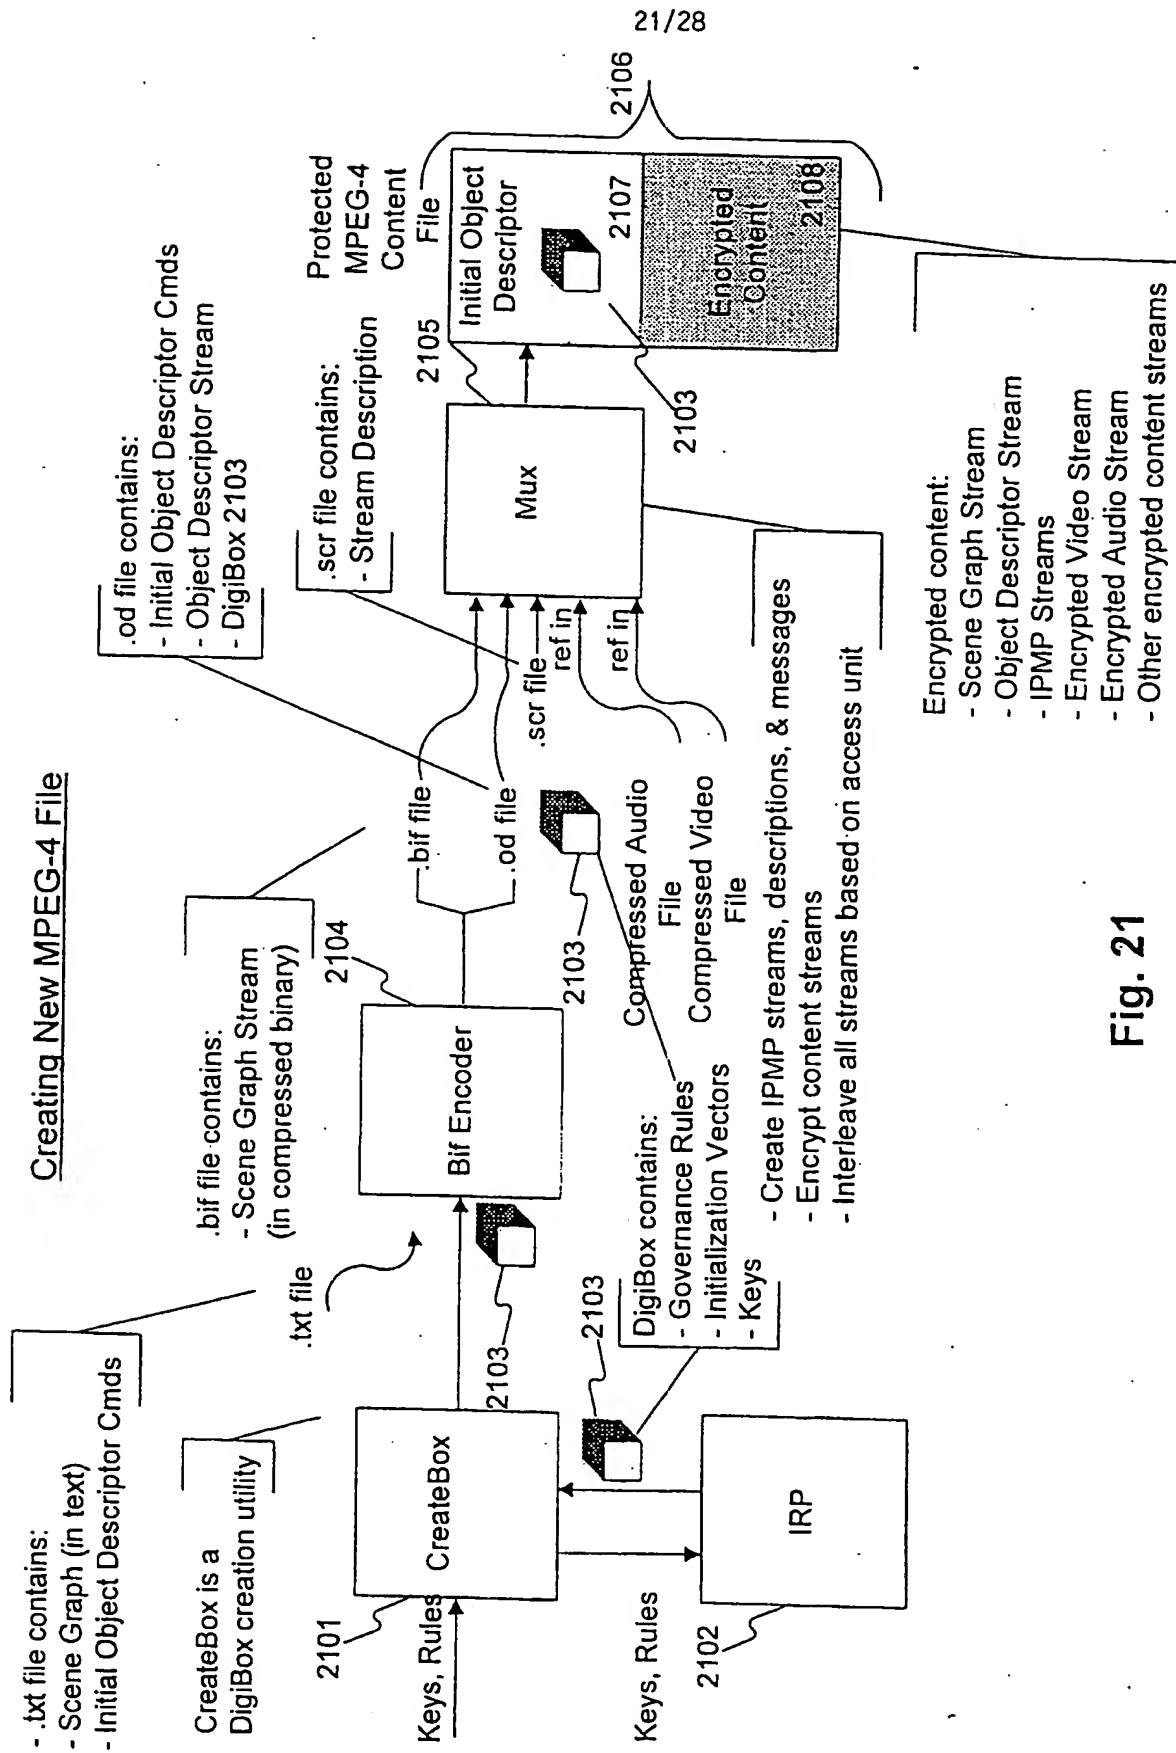 21/28
Creating New MPEG-4 File
- .txt file contains:
- Scene Graph (in text)
- Initial Object Descriptor Cmds
CreateBox is a
DigiBox creation utility
2101
Keys, Rules
CreateBox
Keys, Rules
2102
IRP
2103
.txt file
2103
.bif file contains:
- Scene Graph Stream
(in compressed binary)
2104
Bif Encoder
DigiBox contains:
- Governance Rules
- Initialization Vectors
- Keys
.bif file
.od file
2103
Compressed Audio
File
Compressed Video
File
.od file contains:
- Initial Object Descriptor Cmds
- Object Descriptor Stream
- DigiBox 2103
.scr file contains:
- Stream Description
.scr file
ref in
ref in
2105
Mux
- Create IPMP streams, descriptions, & messages
- Encrypt content streams
- Interleave all streams based on access unit
Protected
MPEG-4
Content
File
2106
Initial Object
Descriptor
2107
2103
Encrypted
Content
2108
Encrypted content:
- Scene Graph Stream
- Object Descriptor Stream
- IPMP Streams
- Encrypted Video Stream
- Encrypted Audio Stream
- Other encrypted content streams
Fig. 21